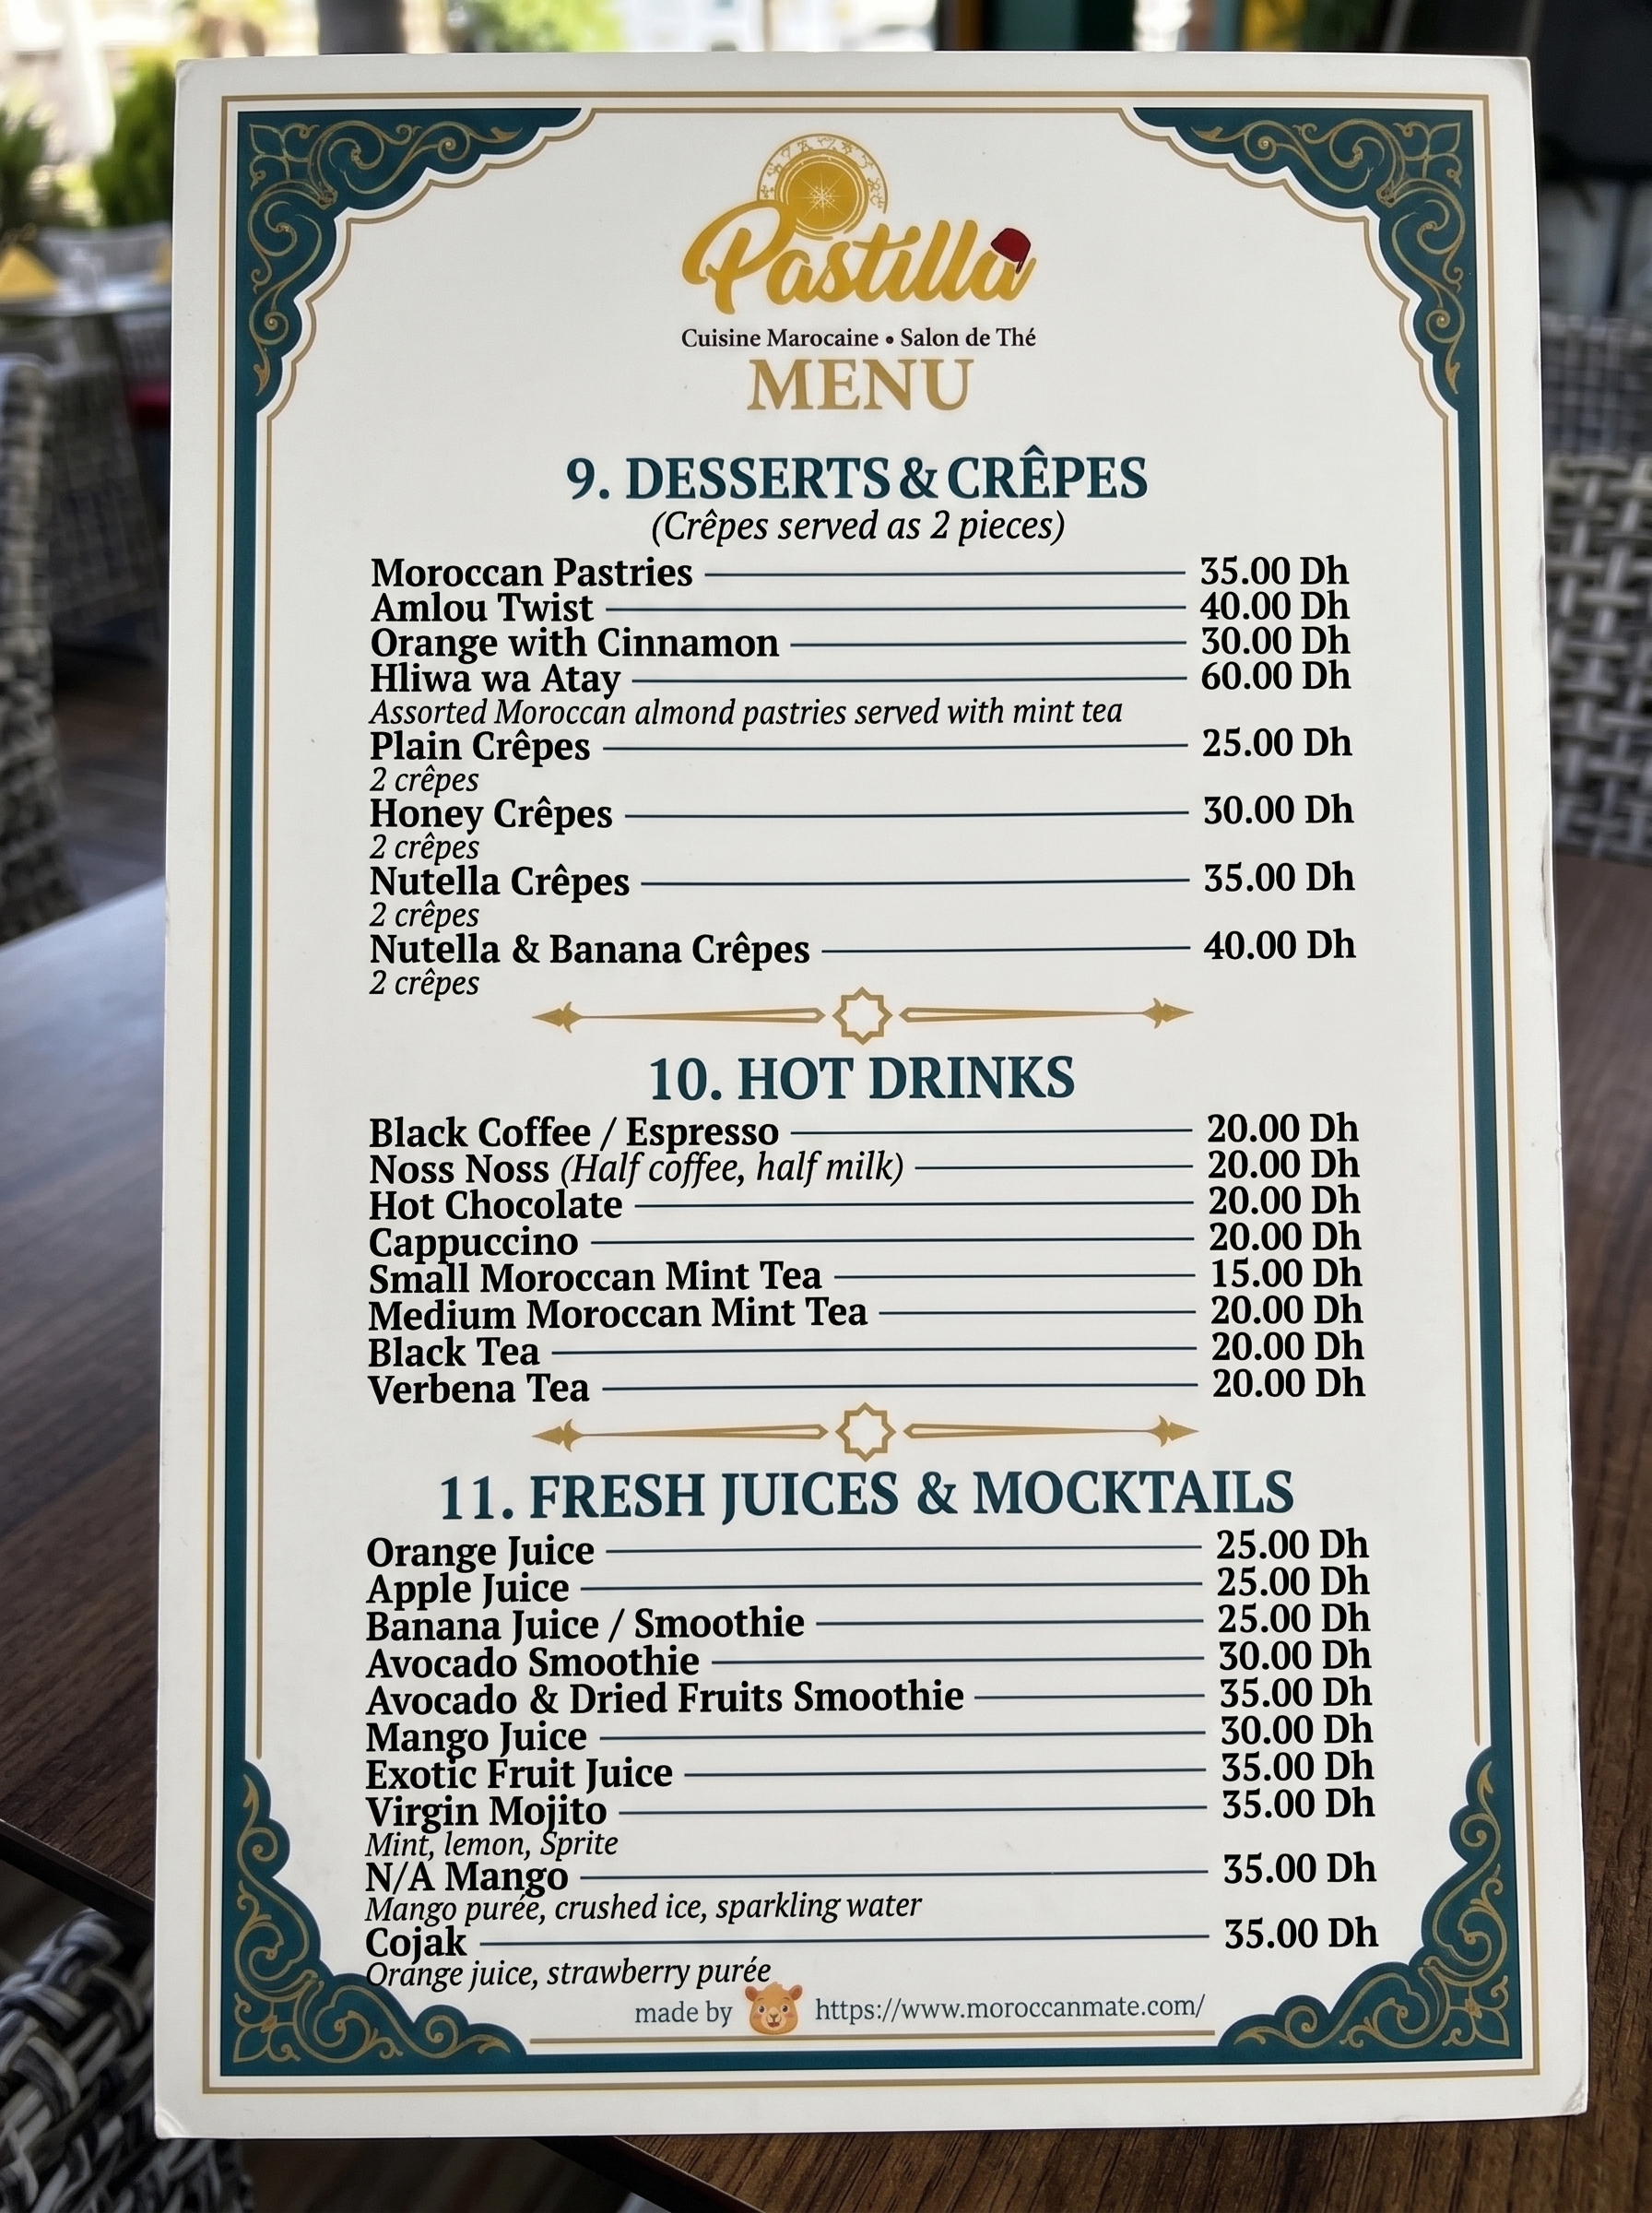 Pastilla
Cuisine Marocaine • Salon de Thé
MENU
9. DESSERTS & CRÊPES
(Crêpes served as 2 pieces)
Moroccan Pastries 35.00 Dh
Amlou Twist 40.00 Dh
Orange with Cinnamon 30.00 Dh
Hliwa wa Atay 60.00 Dh
Assorted Moroccan almond pastries served with mint tea
Plain Crêpes 25.00 Dh
2 crêpes
Honey Crêpes 30.00 Dh
2 crêpes
Nutella Crêpes 35.00 Dh
2 crêpes
Nutella & Banana Crêpes 40.00 Dh
2 crêpes
10. HOT DRINKS
Black Coffee / Espresso 20.00 Dh
Noss Noss (Half coffee, half milk) 20.00 Dh
Hot Chocolate 20.00 Dh
Cappuccino 20.00 Dh
Small Moroccan Mint Tea 15.00 Dh
Medium Moroccan Mint Tea 20.00 Dh
Black Tea 20.00 Dh
Verbena Tea 20.00 Dh
11. FRESH JUICES & MOCKTAILS
Orange Juice 25.00 Dh
Apple Juice 25.00 Dh
Banana Juice / Smoothie 25.00 Dh
Avocado Smoothie 30.00 Dh
Avocado & Dried Fruits Smoothie 35.00 Dh
Mango Juice 30.00 Dh
Exotic Fruit Juice 35.00 Dh
Virgin Mojito 35.00 Dh
Mint, lemon, Sprite
N/A Mango 35.00 Dh
Mango purée, crushed ice, sparkling water
Cojak 35.00 Dh
Orange juice, strawberry purée
made by https://www.moroccanmate.com/